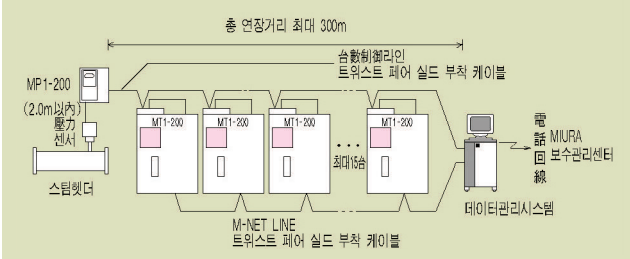 총 연장거리 최대 300m
台數制御라인
트위스트 페어 실드 부착 케이블
MP1-200
(2.0m以內)
壓力
센서
스팀헷더
MT1-200
MT1-200
MT1-200
MT1-200
최대15台
電話回線
MIURA
보수관리센터
데이터관리시스템
M-NET LINE
트위스트 페어 실드 부착 케이블